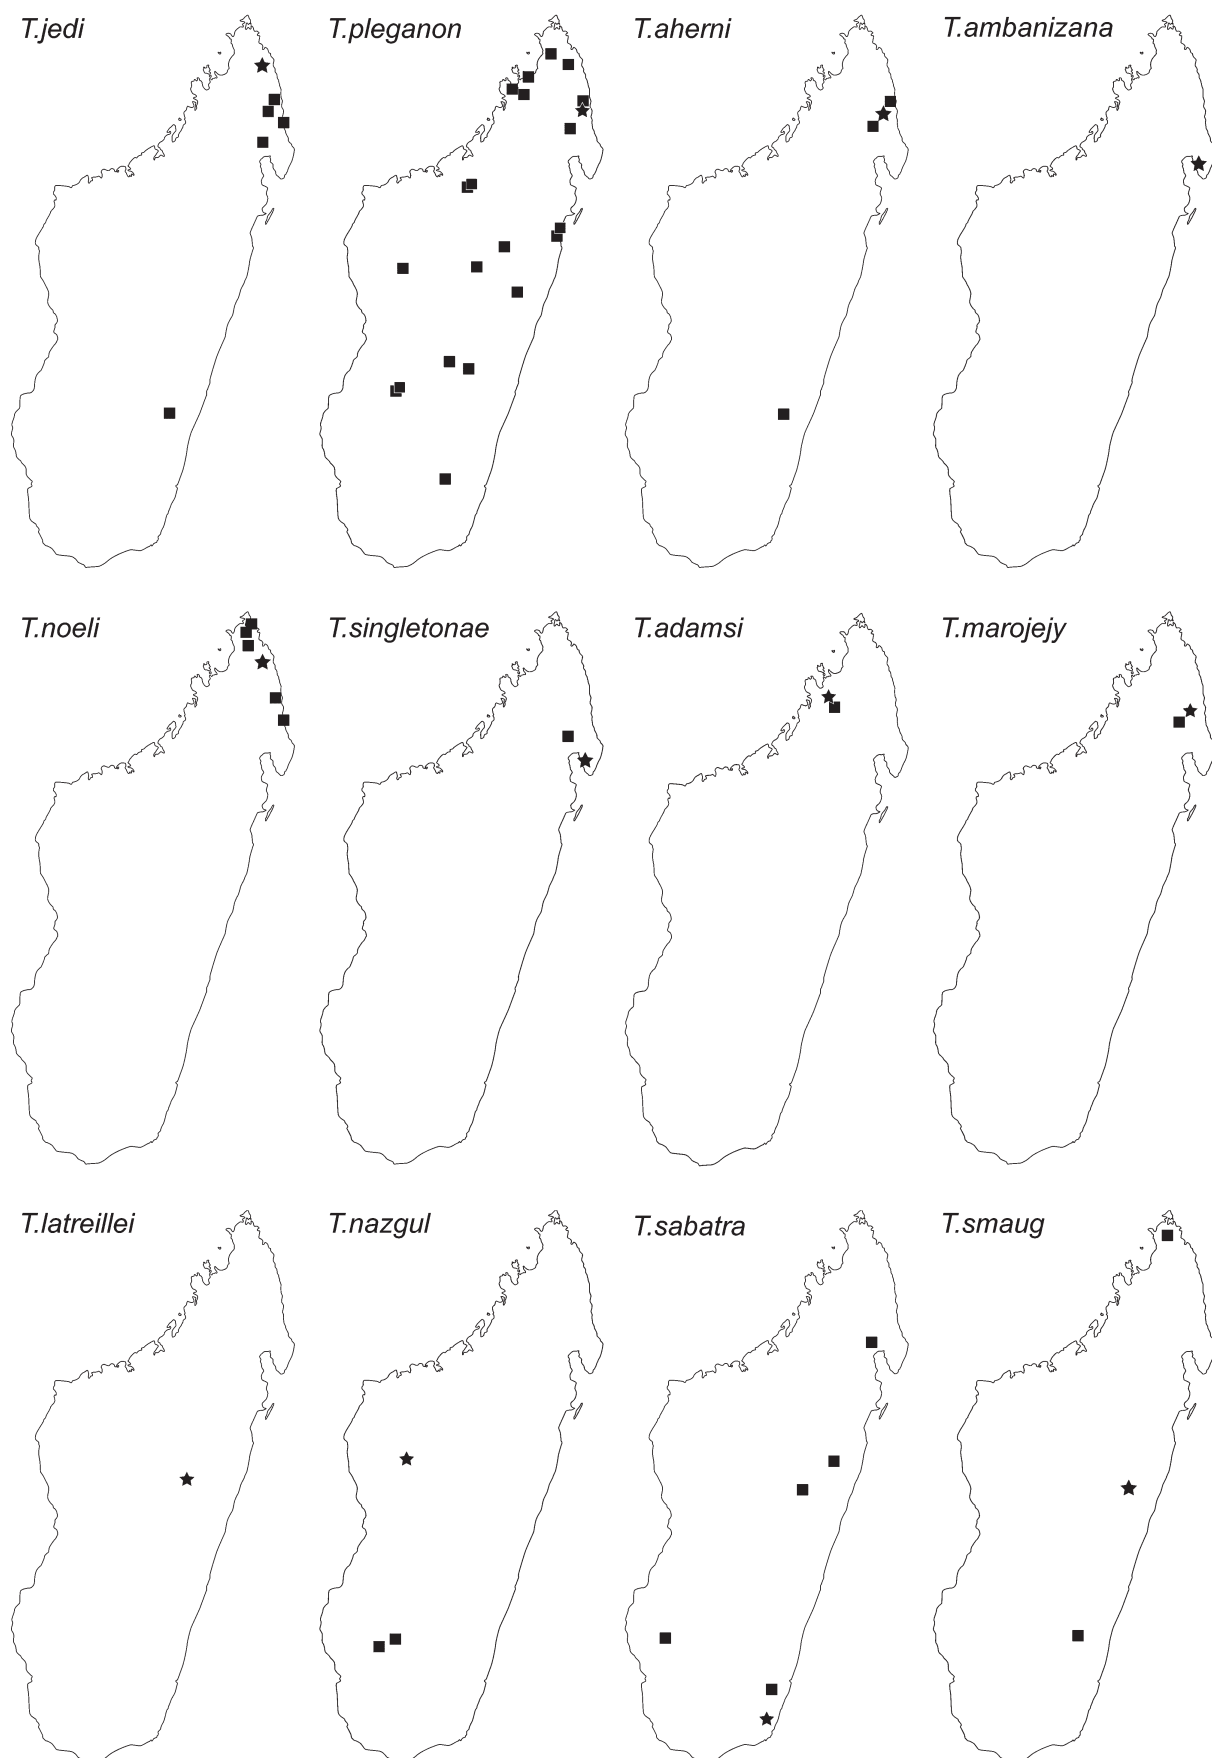 T.jedi
T.pleganon
T.aherni
T.ambanizana
T.noeli
T.singletonae
T.adamsi
T.marojejy
T.latreillei
T.nazgul
T.sabatra
T.smaug